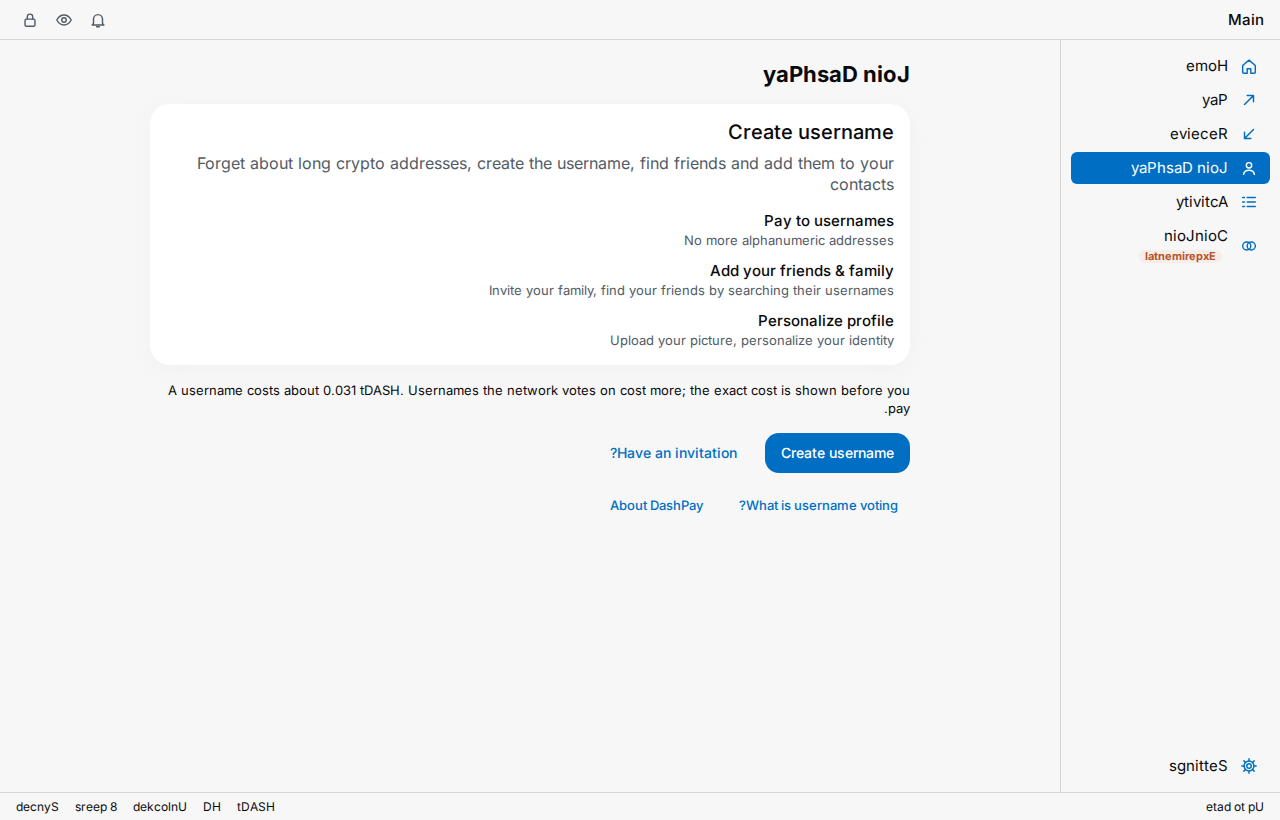 Main
emoH
yaP
evieceR
yaPhsaD nioJ
ytivitcA
nioJnioC
latnemirepxE
sgnitteS
yaPhsaD nioJ
Create username
Forget about long crypto addresses, create the username, find friends and add them to your
contacts
Pay to usernames
No more alphanumeric addresses
Add your friends & family
Invite your family, find your friends by searching their usernames
Personalize profile
Upload your picture, personalize your identity
A username costs about 0.031 tDASH. Usernames the network votes on cost more; the exact cost is shown before you
.pay
Create username
?Have an invitation
?What is username voting
About DashPay
etad ot pU
tDASH
DH
dekcolnU
sreep 8
decnyS